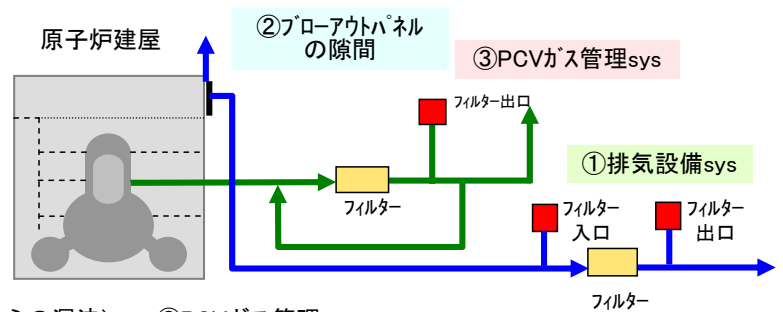 原子炉建屋
②ﾌﾞﾛｰｱｳﾄﾊﾟﾈﾙ
の隙間
③PCVｶﾞｽ管理sys
ﾌｨﾙﾀｰ出口
①排気設備sys
ﾌｨﾙﾀｰ
ﾌｨﾙﾀｰ
入口
ﾌｨﾙﾀｰ
出口
ﾌｨﾙﾀｰ